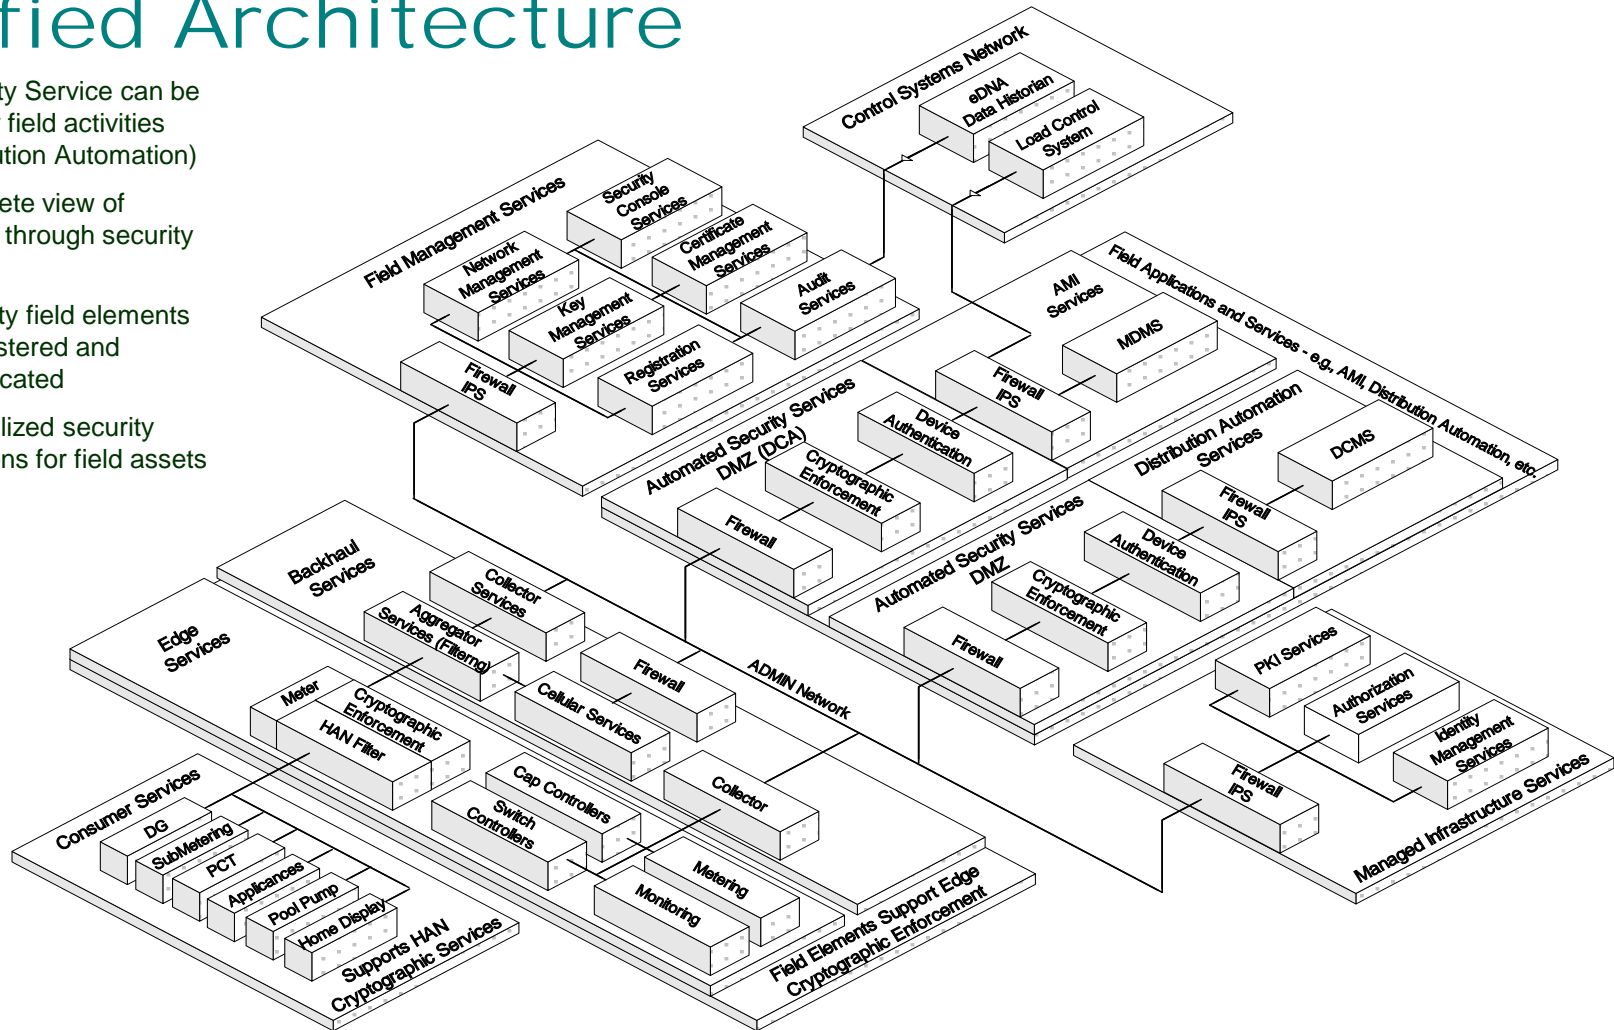 fied Architecture
ty Service can be
field activities
ution Automation)
ete view of
through security
ty field elements
stered and
icated
lized security
ns for field assets
Control Systems Network
eDNA
Data Historian
Load Control
System
Field Management Services
Security
Console
Services
Network
Management
Services
Certificate
Management
Services
Key
Management
Services
Audit
Services
Registration
Services
Firewall
IPS
Field Applications and Services - e.g., AMI, Distribution Automation, etc.
AMI
Services
MDMS
Firewall
IPS
Automated Security Services
DMZ (DCA)
Device
Authentication
Cryptographic
Enforcement
Firewall
Distribution Automation
Services
DCMS
Firewall
IPS
Automated Security Services
DMZ
Device
Authentication
Cryptographic
Enforcement
Firewall
Backhaul
Services
Collector
Services
Aggregator
Services (Filterng)
Firewall
Cellular Services
Collector
ADMIN Network
Edge
Services
Meter
Cryptographic
Enforcement
HAN Filter
Cap Controllers
Switch
Controllers
Metering
Monitoring
Field Elements Support Edge
Cryptographic Enforcement
Consumer Services
DG
SubMetering
PCT
Applicances
Pool Pump
Home Display
Supports HAN
Cryptographic Services
PKI Services
Authorization
Services
Identity
Management
Services
Firewall
IPS
Managed Infrastructure Services